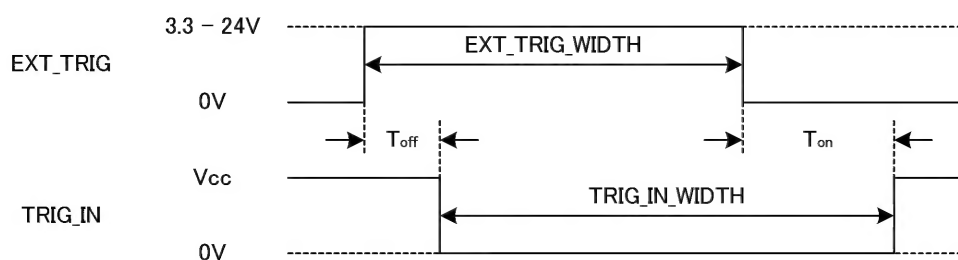 3.3 - 24V
EXT_TRIG
EXT_TRIG_WIDTH
0V
Toff
Ton
Vcc
TRIG_IN
TRIG_IN_WIDTH
0V